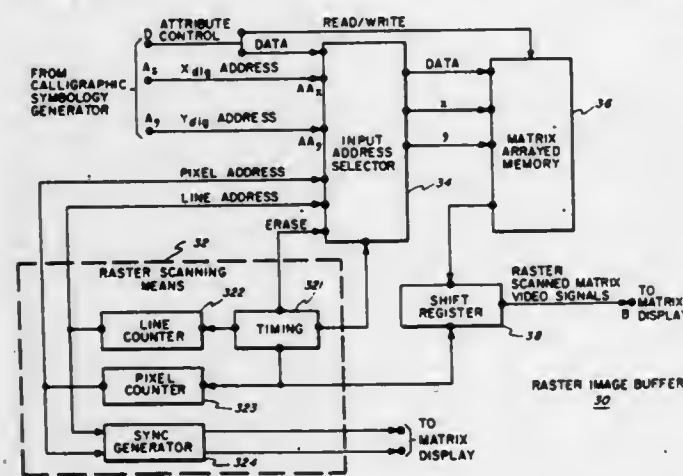 READ/WRITE
D
ATTRIBUTE
CONTROL
DATA
FROM
CALLIGRAPHIC
SYMBOLOGY
GENERATOR
Ax
Xdig ADDRESS
AAx
Ay
Ydig ADDRESS
AAy
PIXEL ADDRESS
LINE ADDRESS
ERASE
INPUT
ADDRESS
SELECTOR
34
DATA
x
y
MATRIX
ARRAYED
MEMORY
36
32
RASTER SCANNING
MEANS
322
LINE
COUNTER
321
TIMING
PIXEL
COUNTER
323
SYNC
GENERATOR
324
TO
MATRIX
DISPLAY
SHIFT
REGISTER
38
RASTER
SCANNED MATRIX
VIDEO SIGNALS
TO
MATRIX
DISPLAY
B
RASTER IMAGE BUFFER
30